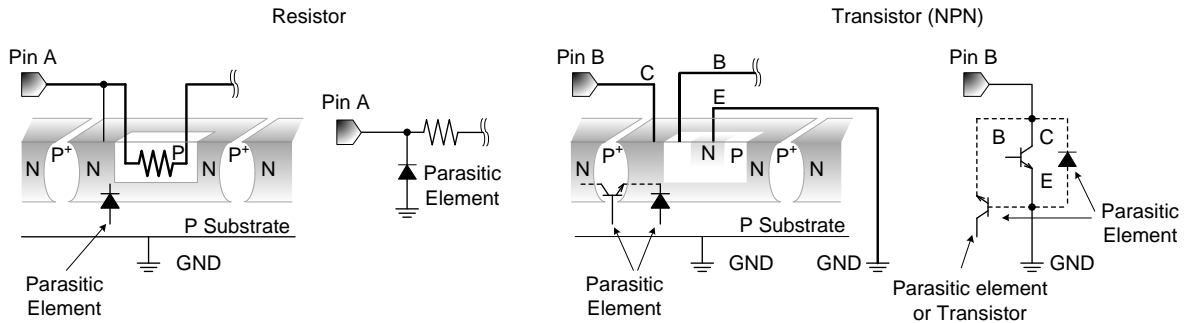 Resistor
Transistor (NPN)
Pin A
N
P+
N
P
N
P+
N
Parasitic
Element
P Substrate
GND
Pin A
Parasitic
Element
Pin B
C
B
E
N
P+
N
N
P
N
P+
N
Parasitic
Element
P Substrate
GND
GND
Pin B
B
C
E
Parasitic
Element
GND
Parasitic element
or Transistor